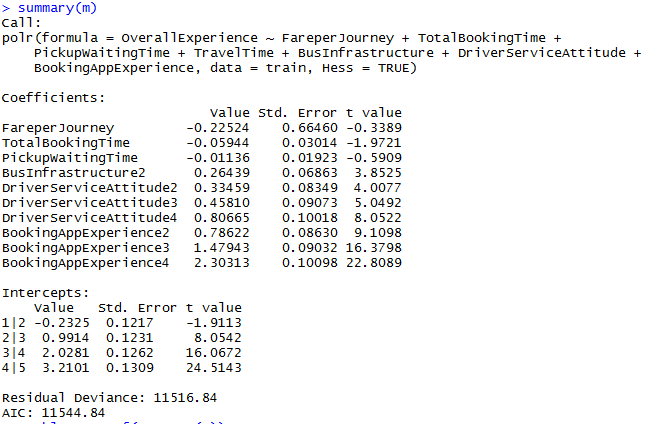 > summary(m)
Call:
polr(formula = OverallExperience ~ FareperJourney + TotalBookingTime +
    PickupWaitingTime + TravelTime + BusInfrastructure + DriverServiceAttitude +
    BookingAppExperience, data = train, Hess = TRUE)

Coefficients:
                          Value Std. Error t value
FareperJourney         -0.22524    0.66460 -0.3389
TotalBookingTime       -0.05944    0.03014 -1.9721
PickupWaitingTime      -0.01136    0.01923 -0.5909
BusInfrastructure2      0.26439    0.06863  3.8525
DriverServiceAttitude2  0.33459    0.08349  4.0077
DriverServiceAttitude3  0.45810    0.09073  5.0492
DriverServiceAttitude4  0.80665    0.10018  8.0522
BookingAppExperience2   0.78622    0.08630  9.1098
BookingAppExperience3   1.47943    0.09032 16.3798
BookingAppExperience4   2.30313    0.10098 22.8089

Intercepts:
    Value   Std. Error t value
1|2 -0.2325  0.1217    -1.9113
2|3  0.9914  0.1231     8.0542
3|4  2.0281  0.1262    16.0672
4|5  3.2101  0.1309    24.5143

Residual Deviance: 11516.84
AIC: 11544.84